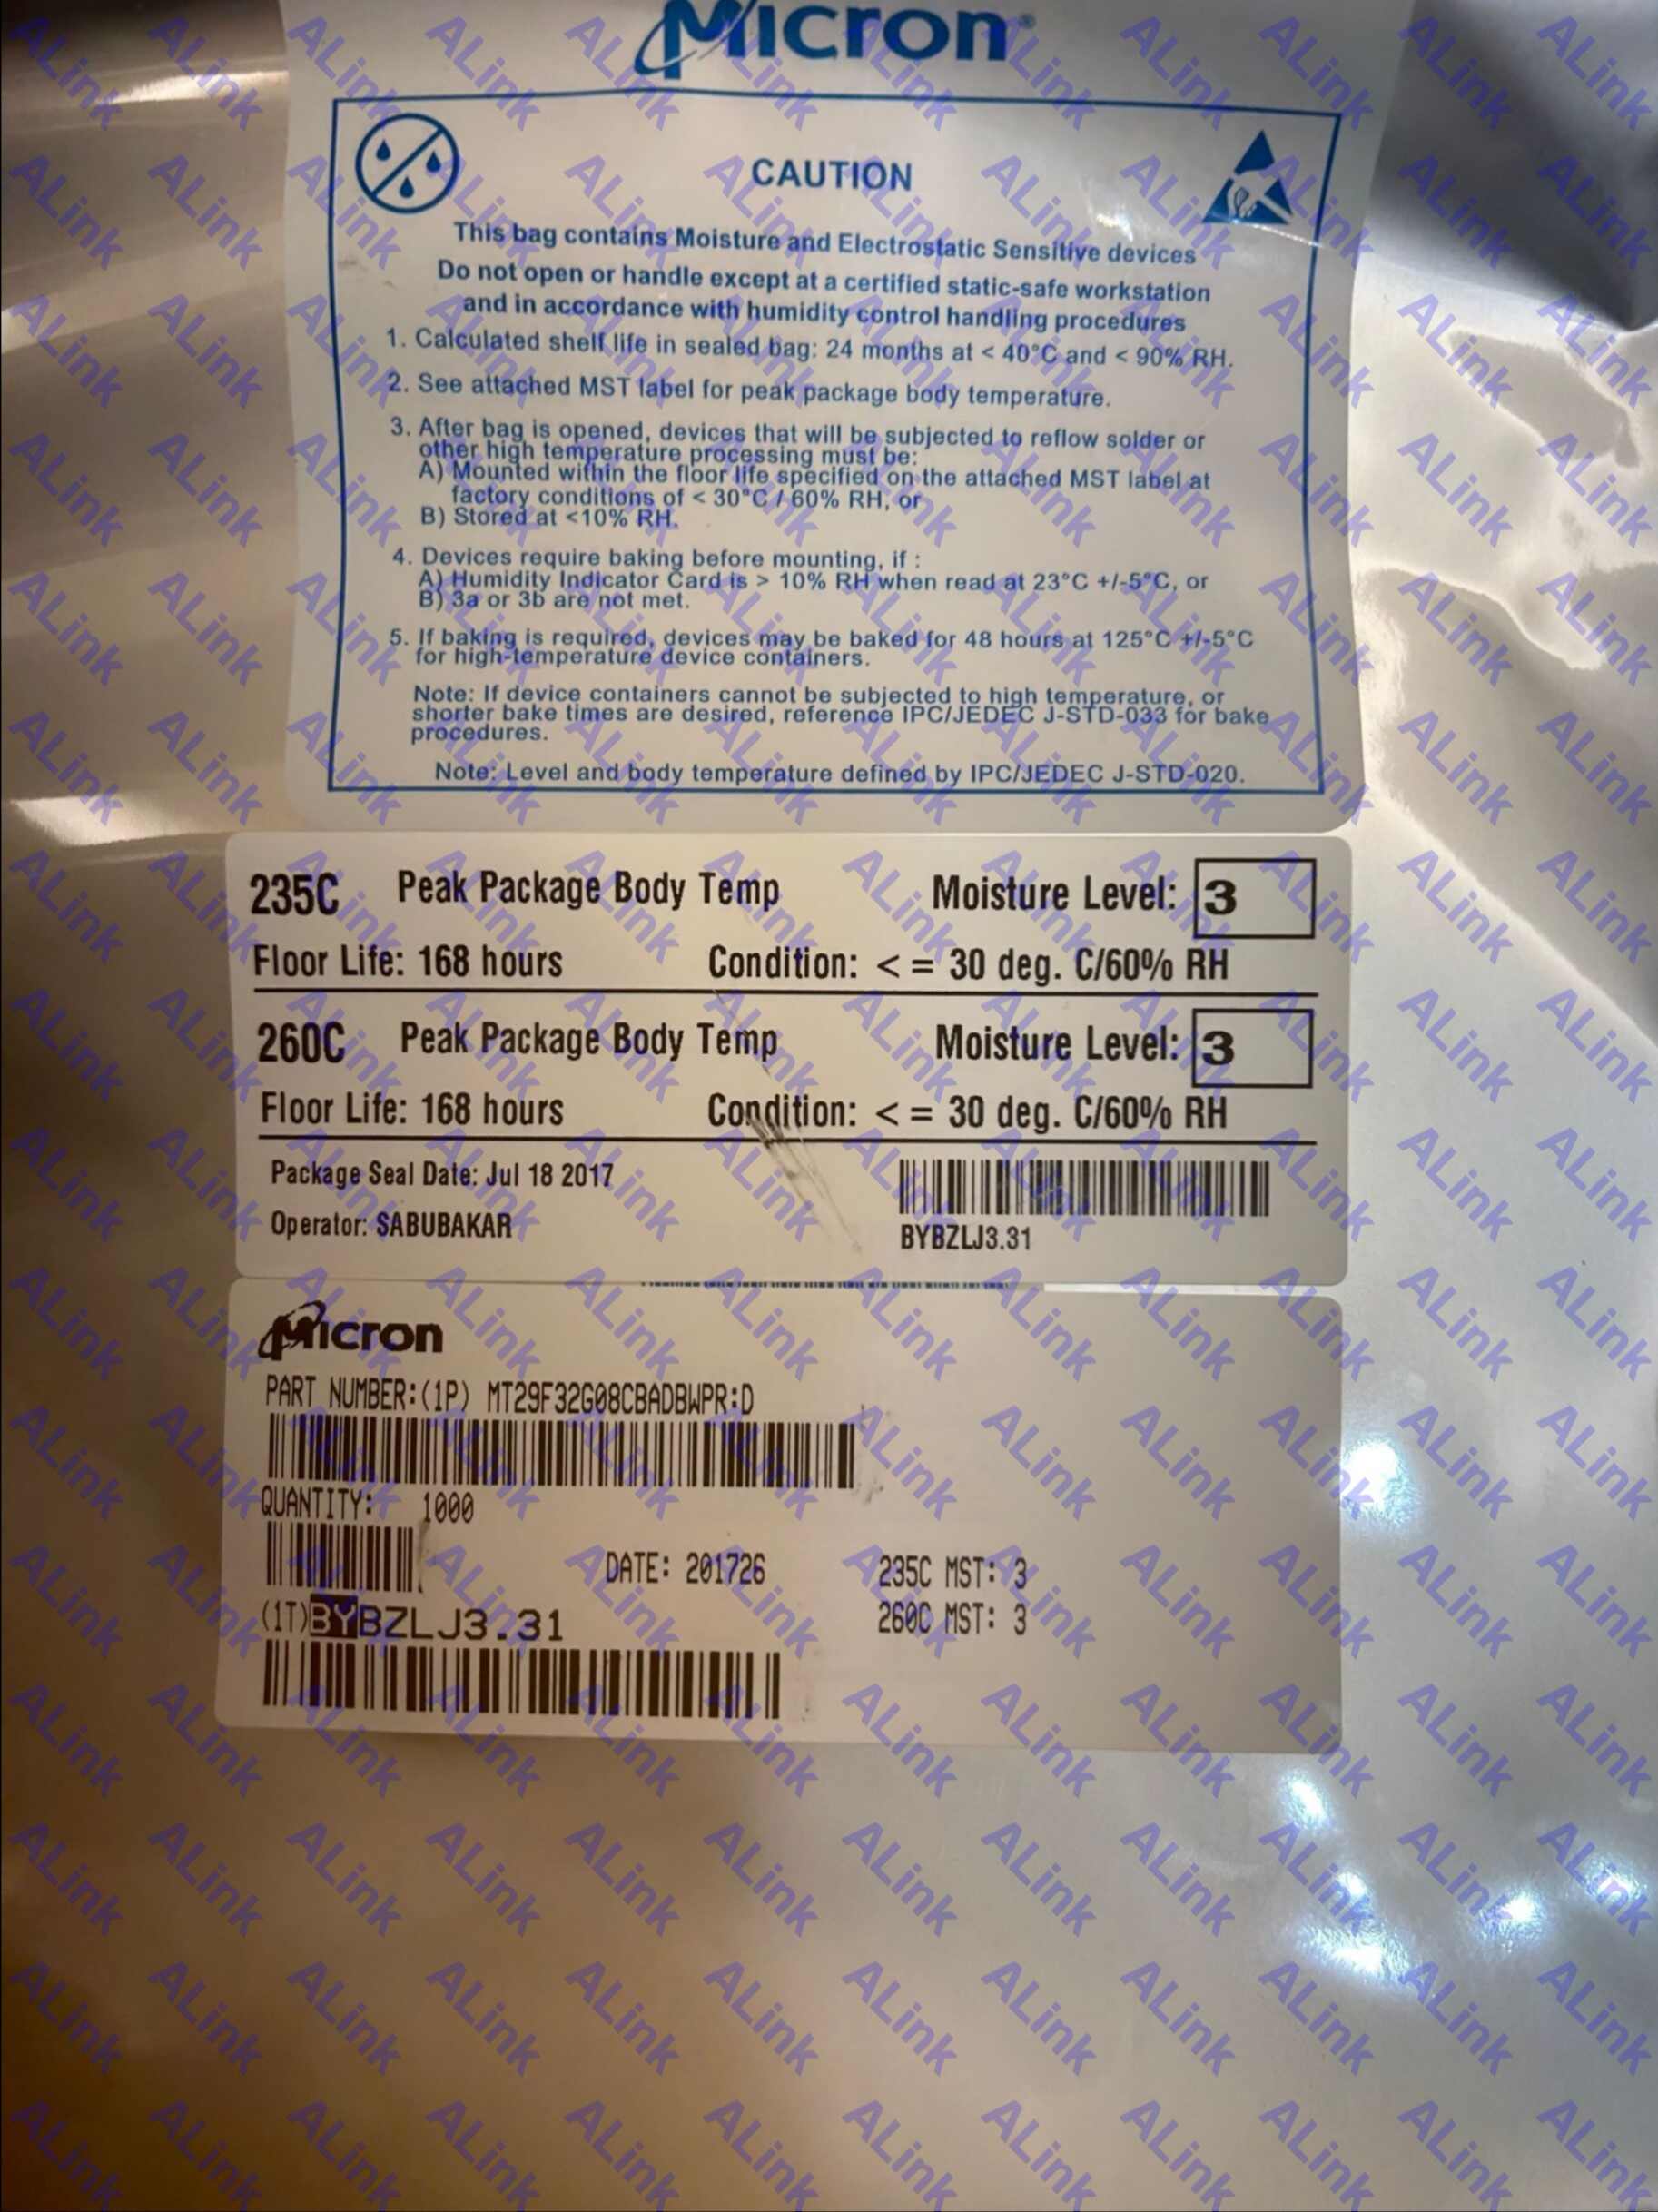 Micron
CAUTION
This bag contains Moisture and Electrostatic Sensitive devices
Do not open or handle except at a certified static-safe workstation
and in accordance with humidity control handling procedures
1. Calculated shelf life in sealed bag: 24 months at < 40°C and < 90% RH.
2. See attached MST label for peak package body temperature.
3. After bag is opened, devices that will be subjected to reflow solder or
other high temperature processing must be:
A) Mounted within the floor life specified on the attached MST label at
factory conditions of < 30°C / 60% RH, or
B) Stored at <10% RH.
4. Devices require baking before mounting, if :
A) Humidity Indicator Card is > 10% RH when read at 23°C +/-5°C, or
B) 3a or 3b are not met.
5. If baking is required, devices may be baked for 48 hours at 125°C +/-5°C
for high-temperature device containers.
Note: If device containers cannot be subjected to high temperature, or
shorter bake times are desired, reference IPC/JEDEC J-STD-033 for bake
procedures.
Note: Level and body temperature defined by IPC/JEDEC J-STD-020.
235C Peak Package Body Temp Moisture Level: 3
Floor Life: 168 hours Condition: < = 30 deg. C/60% RH
260C Peak Package Body Temp Moisture Level: 3
Floor Life: 168 hours Condition: < = 30 deg. C/60% RH
Package Seal Date: Jul 18 2017
Operator: SABUBAKAR
BYBZLJ3.31
Micron
PART NUMBER:(1P) MT29F32G08CBADBWPR:D
QUANTITY: 1000
DATE: 201726 235C MST: 3
260C MST: 3
(1T)BYBZLJ3.31
ALink